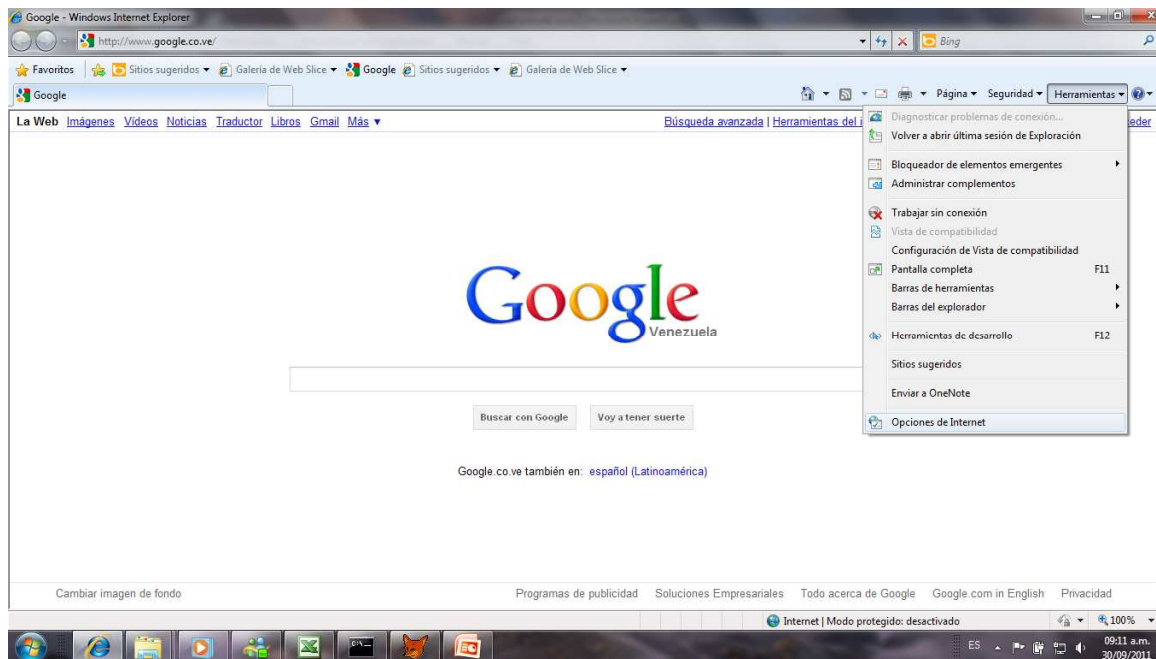 Google - Windows Internet Explorer
http://www.google.co.ve/
Bing
Favoritos Sitios sugeridos ▾ Galería de Web Slice ▾ Google Sitios sugeridos ▾ Galería de Web Slice ▾
Google
Página ▾ Seguridad ▾ Herramientas ▾
La Web Imágenes Vídeos Noticias Traductor Libros Gmail Más ▼
Búsqueda avanzada | Herramientas del i
eder
Diagnosticar problemas de conexión...
Volver a abrir última sesión de Exploración
Bloqueador de elementos emergentes
Administrar complementos
Trabajar sin conexión
Vista de compatibilidad
Configuración de Vista de compatibilidad
Pantalla completa F11
Barras de herramientas
Barras del explorador
Herramientas de desarrollo F12
Sitios sugeridos
Enviar a OneNote
Opciones de Internet
Google
Venezuela
Buscar con Google Voy a tener suerte
Google.co.ve también en: español (Latinoamérica)
Cambiar imagen de fondo Programas de publicidad Soluciones Empresariales Todo acerca de Google Google.com in English Privacidad
Internet | Modo protegido: desactivado 100%
C:\_
ES
09:11 a.m.
30/09/2011